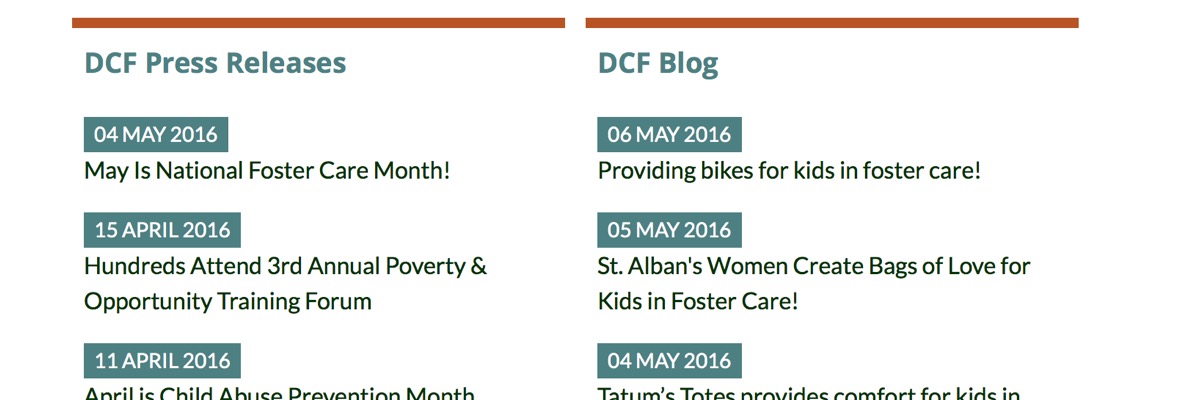 DCF Press Releases
04 MAY 2016
May Is National Foster Care Month!
15 APRIL 2016
Hundreds Attend 3rd Annual Poverty &
Opportunity Training Forum
11 APRIL 2016
April is Child Abuse Prevention Month
DCF Blog
06 MAY 2016
Providing bikes for kids in foster care!
05 MAY 2016
St. Alban's Women Create Bags of Love for
Kids in Foster Care!
04 MAY 2016
Tatum’s Totes provides comfort for kids in